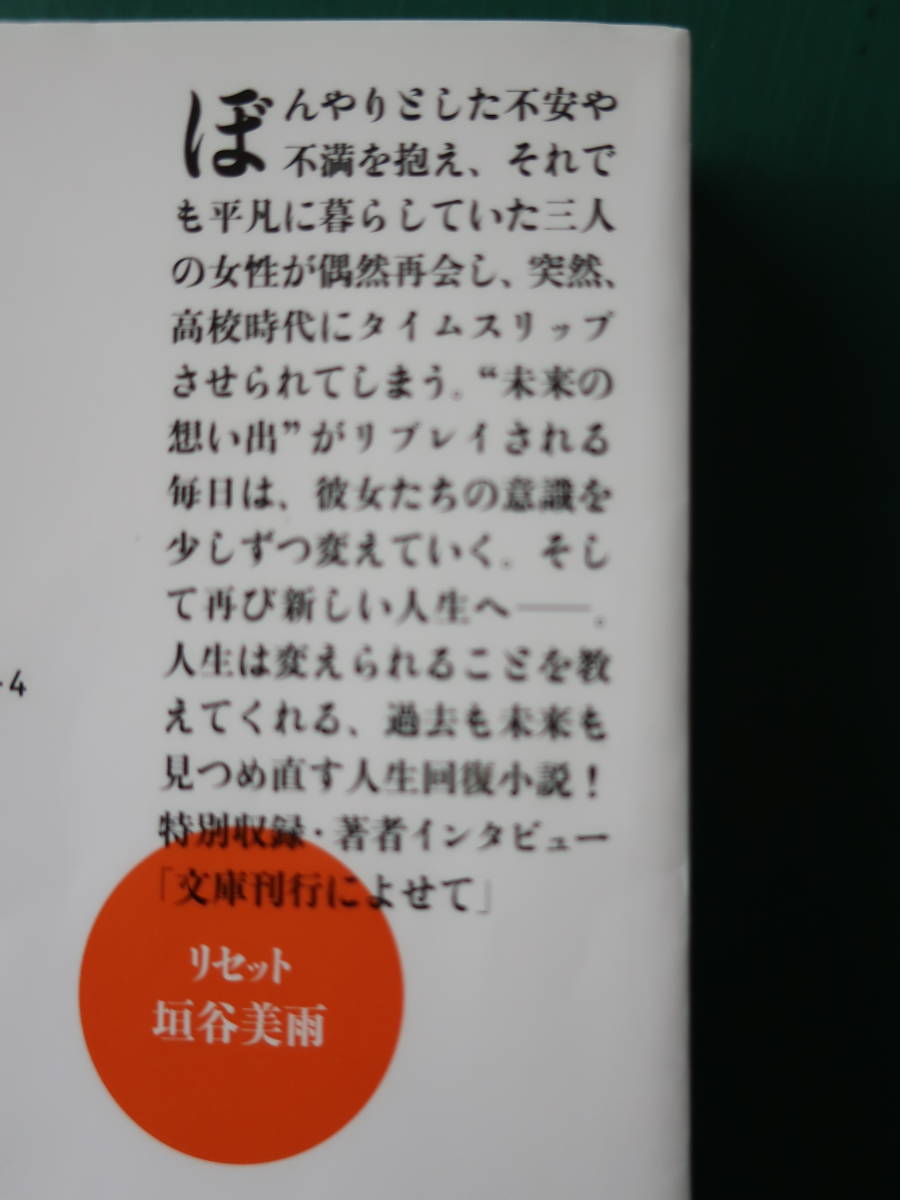 ぼんやりとした不安や
不満を抱え、それで
も平凡に暮らしていた三人
の女性が偶然再会し、突然、
高校時代にタイムスリップ
させられてしまう。“未来の
想い出”がリプレイされる
毎日は、彼女たちの意識を
少しずつ変えていく。そし
て再び新しい人生へ――。
人生は変えられることを教
えてくれる、過去も未来も
見つめ直す人生回復小説！
特別収録・著者インタビュー
「文庫刊行によせて」
リセット
垣谷美雨
-4